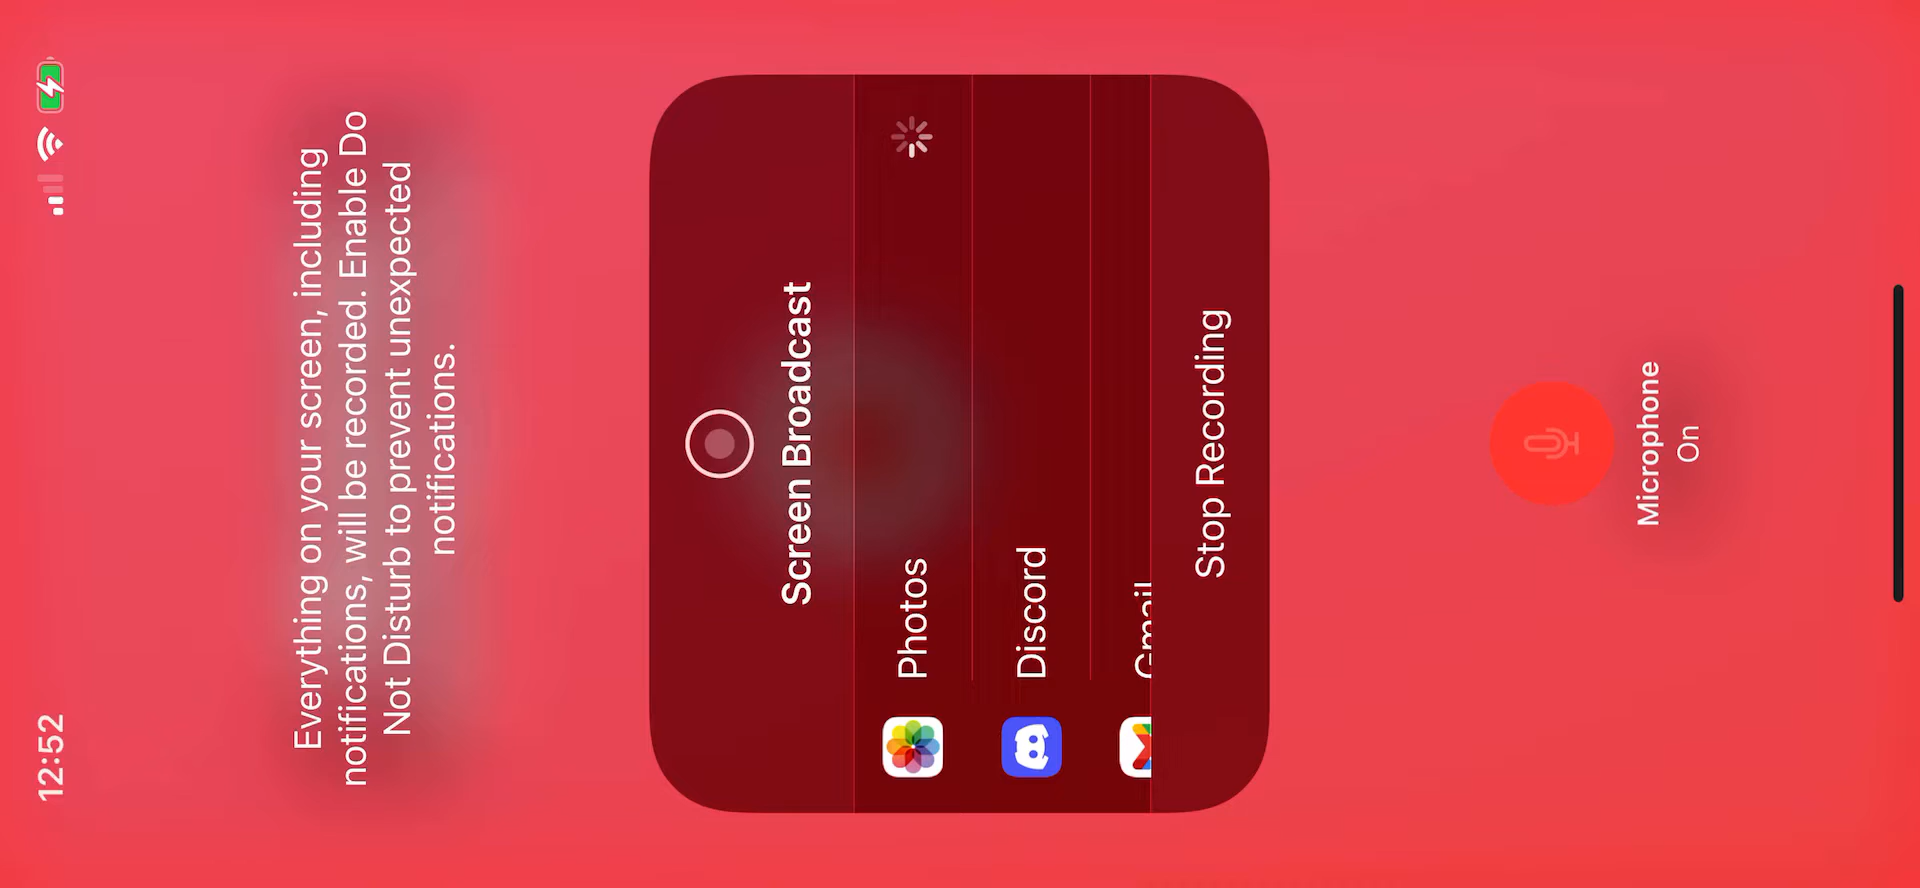 12:52
Everything on your screen, including
notifications, will be recorded. Enable Do
Not Disturb to prevent unexpected
notifications.
Screen Broadcast
Photos
Discord
Gmail
Stop Recording
Microphone
On